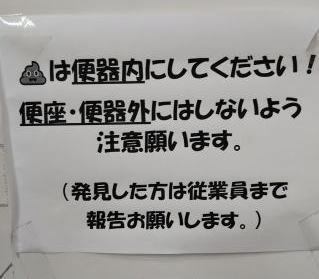 💩は便器内にしてください！
便座・便器外にはしないよう
注意願います。
（発見した方は従業員まで
報告お願いします。）